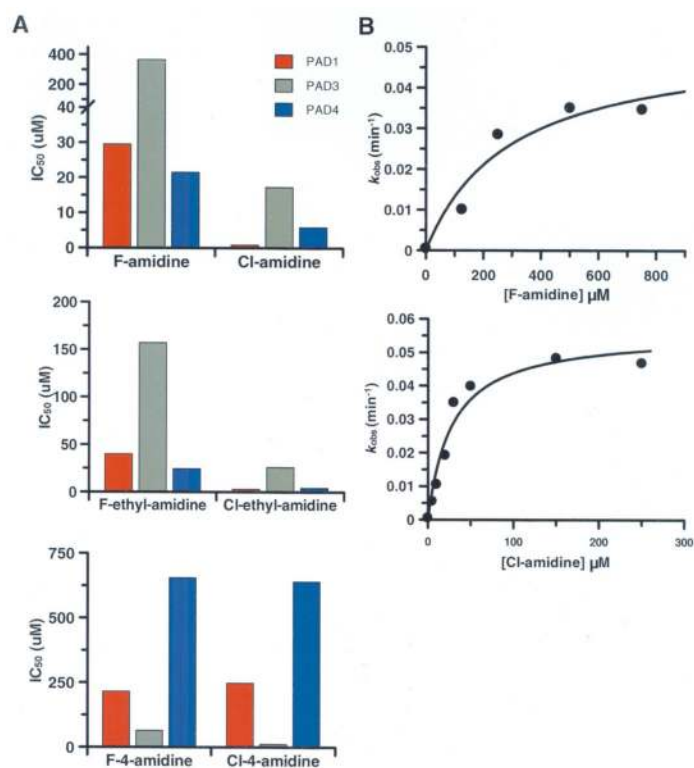 A
IC50 (uM)
400
200
40
30
20
10
0
PAD1
PAD3
PAD4
F-amidine
Cl-amidine
IC50 (uM)
200
150
100
50
0
F-ethyl-amidine
Cl-ethyl-amidine
IC50 (uM)
750
500
250
0
F-4-amidine
Cl-4-amidine
B
kobs (min-1)
0.05
0.04
0.03
0.02
0.01
0
0
200
400
600
800
[F-amidine] µM
kobs (min-1)
0.06
0.05
0.04
0.03
0.02
0.01
0
0
100
200
300
[Cl-amidine] µM